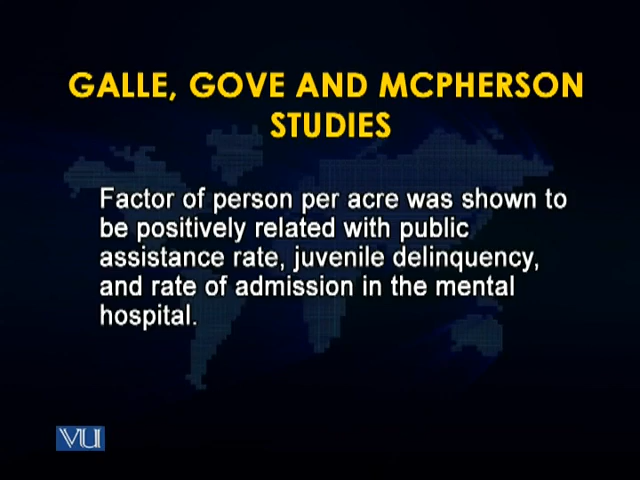 GALLE, GOVE AND MCPHERSON
STUDIES
Factor of person per acre was shown to
be positively related with public
assistance rate, juvenile delinquency,
and rate of admission in the mental
hospital.
VU